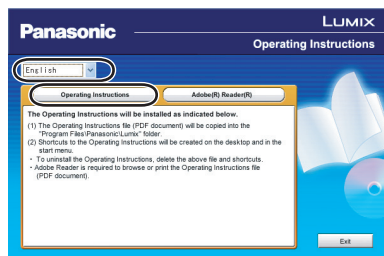 Panasonic
LUMIX
Operating Instructions
English
Operating Instructions
Adobe(R) Reader(R)
The Operating Instructions will be installed as indicated below.
(1) The Operating Instructions file (PDF document) will be copied into the
"Program Files\Panasonic\Lumix" folder.
(2) Shortcuts to the Operating Instructions will be created on the desktop and in the
start menu.
・ To uninstall the Operating Instructions, delete the above file and shortcuts.
・ Adobe Reader is required to browse or print the Operating Instructions file
(PDF document).
Exit